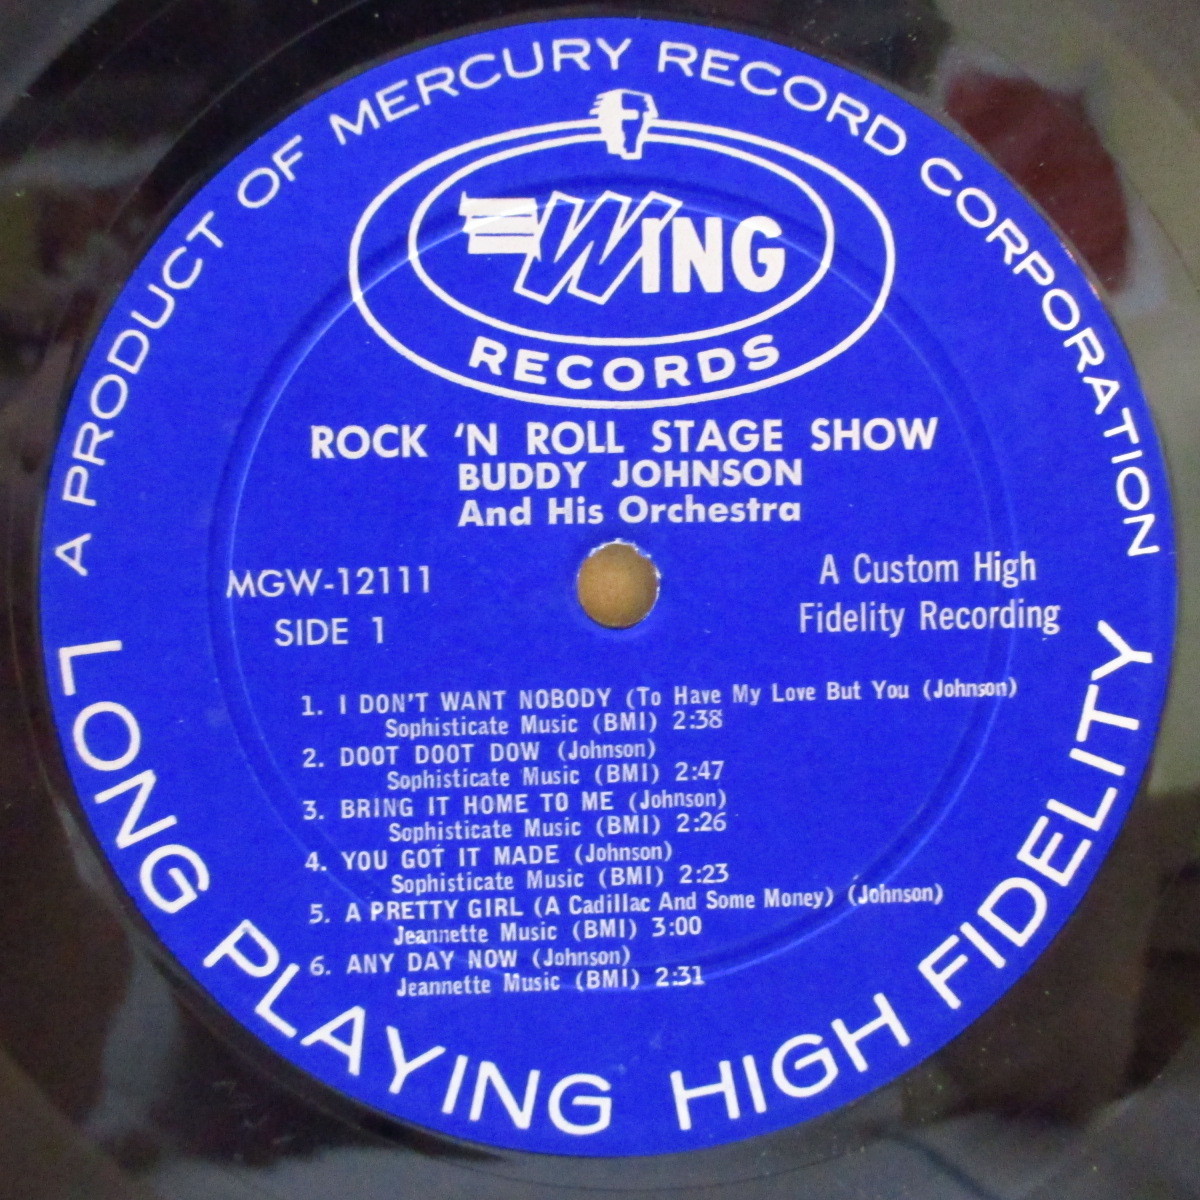 A PRODUCT OF MERCURY RECORD CORPORATION
WING
RECORDS
ROCK 'N ROLL STAGE SHOW
BUDDY JOHNSON
And His Orchestra
MGW-12111
SIDE 1
A Custom High
Fidelity Recording
1. I DON'T WANT NOBODY (To Have My Love But You (Johnson)
Sophisticate Music (BMI) 2:38
2. DOOT DOOT DOW (Johnson)
Sophisticate Music (BMI) 2:47
3. BRING IT HOME TO ME (Johnson)
Sophisticate Music (BMI) 2:26
4. YOU GOT IT MADE (Johnson)
Sophisticate Music (BMI) 2:23
5. A PRETTY GIRL (A Cadillac And Some Money) (Johnson)
Jeannette Music (BMI) 3:00
6. ANY DAY NOW (Johnson)
Jeannette Music (BMI) 2:31
LONG PLAYING HIGH FIDELITY